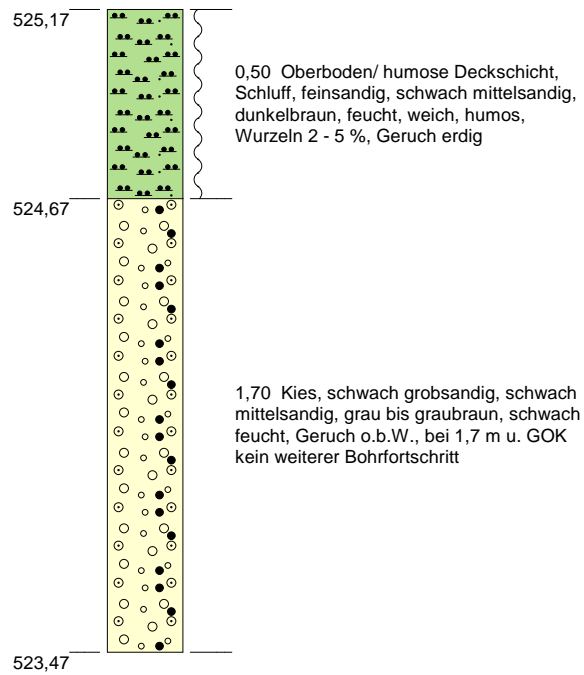 525,17
0,50 Oberboden/ humose Deckschicht,
Schluff, feinsandig, schwach mittelsandig,
dunkelbraun, feucht, weich, humos,
Wurzeln 2 - 5 %, Geruch erdig
524,67
1,70 Kies, schwach grobsandig, schwach
mittelsandig, grau bis graubraun, schwach
feucht, Geruch o.b.W., bei 1,7 m u. GOK
kein weiterer Bohrfortschritt
523,47